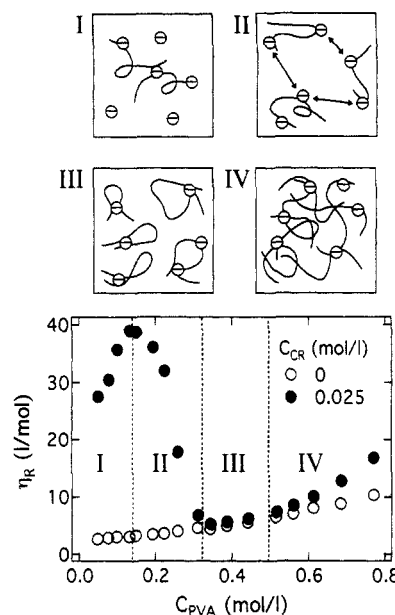 I
II
III
IV
40
30
20
10
0
η_R (l/mol)
C_CR (mol/l)
○ 0
● 0.025
I
II
III
IV
0.0
0.2
0.4
0.6
0.8
C_PVA (mol/l)